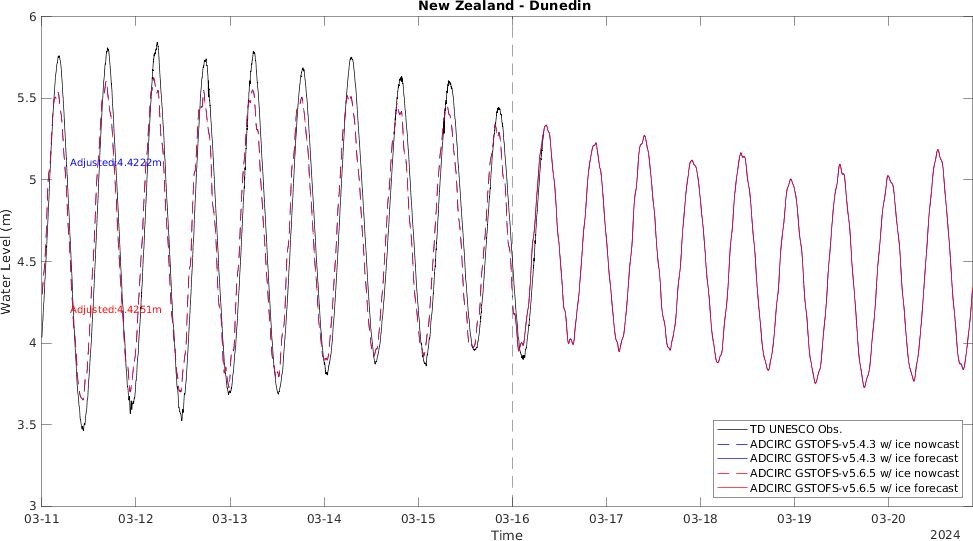 New Zealand - Dunedin
6
5.5
5
4.5
4
3.5
3
Water Level (m)
Adjusted:4.4222m
Adjusted:4.4251m
TD UNESCO Obs.
ADCIRC GSTOFS-v5.4.3 w/ ice nowcast
ADCIRC GSTOFS-v5.4.3 w/ ice forecast
ADCIRC GSTOFS-v5.6.5 w/ ice nowcast
ADCIRC GSTOFS-v5.6.5 w/ ice forecast
03-11 03-12 03-13 03-14 03-15 03-16 03-17 03-18 03-19 03-20
Time
2024